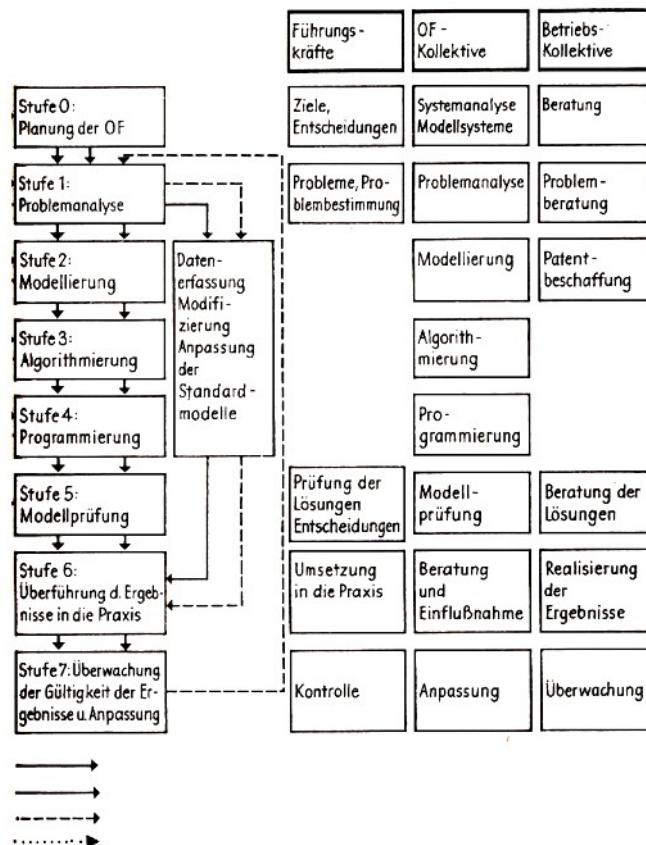 Führungs-
kräfte
OF -
Kollektive
Betriebs-
Kollektive
Stufe 0:
Planung der OF
Ziele,
Entscheidungen
Systemanalyse
Modellsysteme
Beratung
Stufe 1:
Problemanalyse
Probleme, Pro-
blembestimmung
Problemanalyse
Problem-
beratung
Stufe 2:
Modellierung
Daten-
erfassung
Modifi-
zierung
Anpassung
der
Standard-
modelle
Modellierung
Patent-
beschaffung
Stufe 3:
Algorithmierung
Algorith-
mierung
Stufe 4:
Programmierung
Pro-
grammierung
Stufe 5:
Modellprüfung
Prüfung der
Lösungen
Entscheidungen
Modell-
prüfung
Beratung der
Lösungen
Stufe 6:
Überführung d. Ergeb-
nisse in die Praxis
Umsetzung
in die Praxis
Beratung
und
Einflußnahme
Realisierung
der
Ergebnisse
Stufe 7: Überwachung
der Gültigkeit der Er-
gebnisse u. Anpassung
Kontrolle
Anpassung
Überwachung